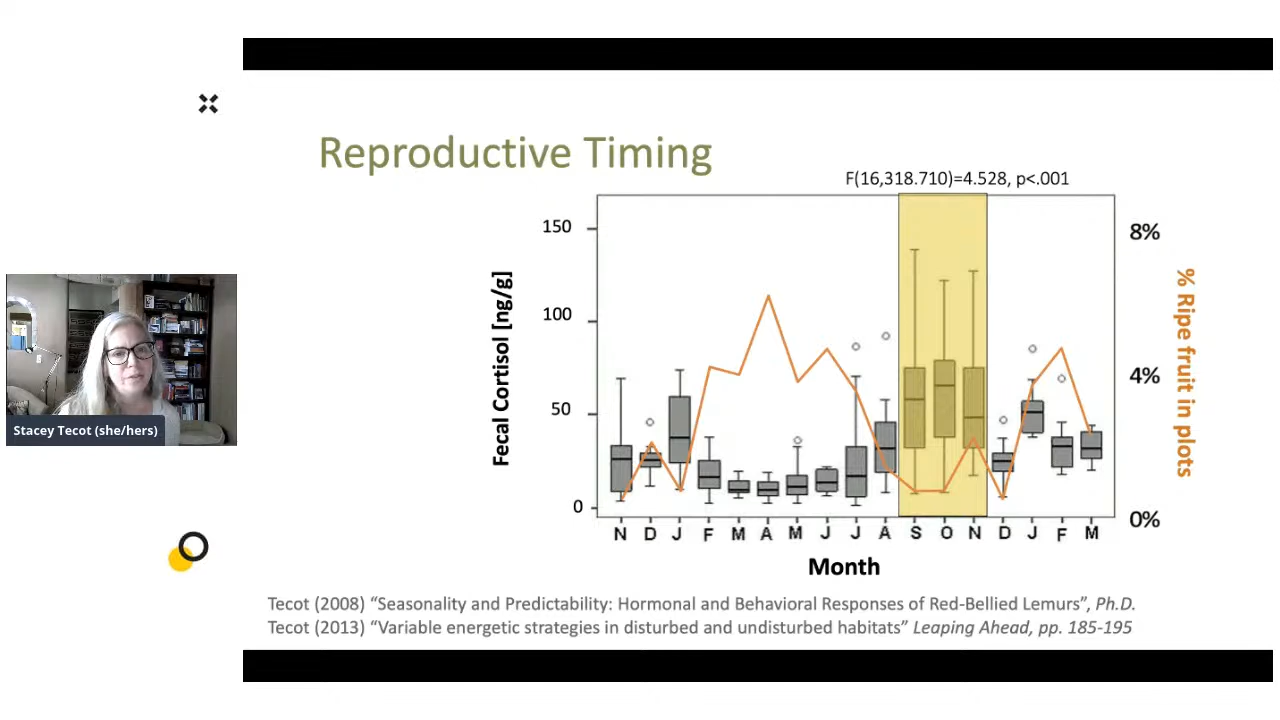 Reproductive Timing
F(16,318.710)=4.528, p<.001
150
100
50
0
Fecal Cortisol [ng/g]
8%
4%
0%
% Ripe fruit in plots
N D J F M A M J J A S O N D J F M
Month
Stacey Tecot (she/hers)
Tecot (2008) “Seasonality and Predictability: Hormonal and Behavioral Responses of Red-Bellied Lemurs”, Ph.D.
Tecot (2013) “Variable energetic strategies in disturbed and undisturbed habitats” Leaping Ahead, pp. 185-195